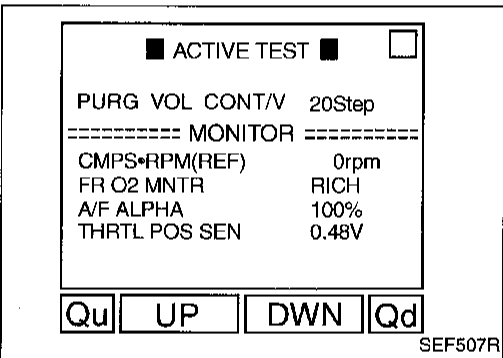 ■ ACTIVE TEST ■
PURG VOL CONT/V 20Step
========== MONITOR ==========
CMPS•RPM(REF) 0rpm
FR O2 MNTR RICH
A/F ALPHA 100%
THRTL POS SEN 0.48V
Qu UP DWN Qd
SEF507R